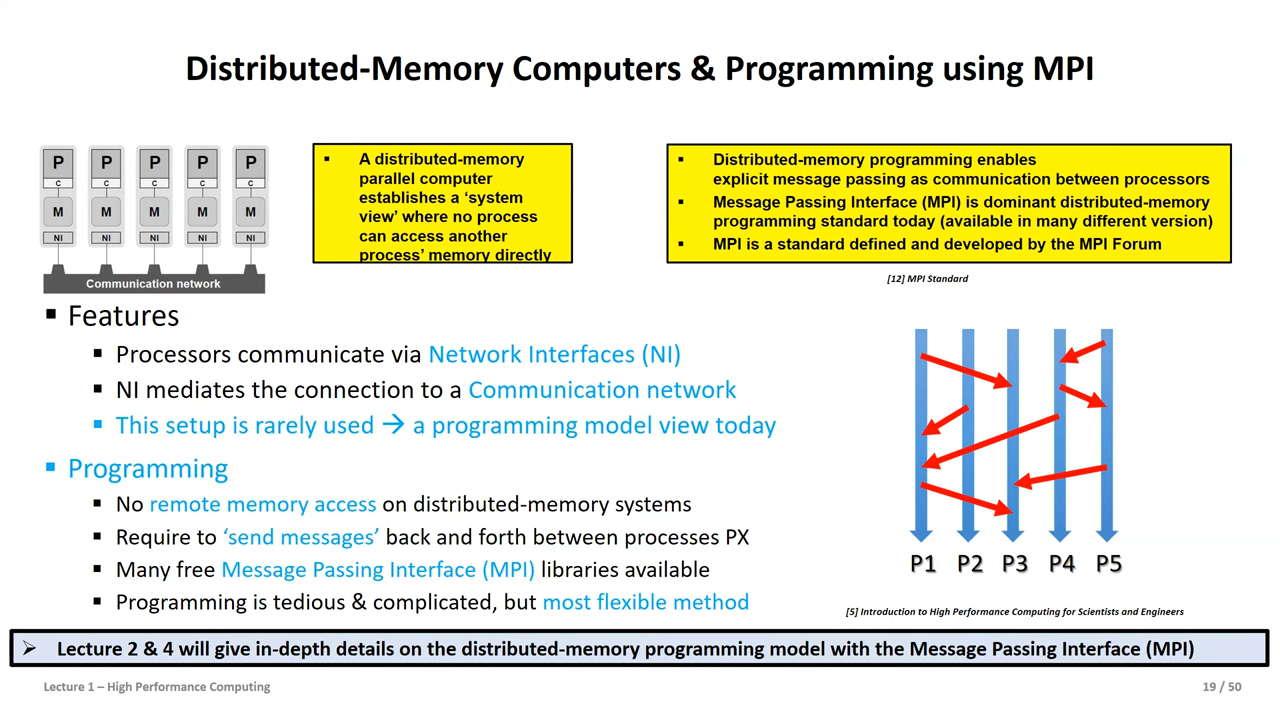 Distributed-Memory Computers & Programming using MPI
P P P P P
C C C C C
M M M M M
NI NI NI NI NI
Communication network
▪ A distributed-memory
parallel computer
establishes a ‘system
view’ where no process
can access another
process’ memory directly
▪ Distributed-memory programming enables
explicit message passing as communication between processors
▪ Message Passing Interface (MPI) is dominant distributed-memory
programming standard today (available in many different version)
▪ MPI is a standard defined and developed by the MPI Forum
[12] MPI Standard
▪ Features
▪ Processors communicate via Network Interfaces (NI)
▪ NI mediates the connection to a Communication network
▪ This setup is rarely used → a programming model view today
▪ Programming
▪ No remote memory access on distributed-memory systems
▪ Require to ‘send messages’ back and forth between processes PX
▪ Many free Message Passing Interface (MPI) libraries available
▪ Programming is tedious & complicated, but most flexible method
P1 P2 P3 P4 P5
[5] Introduction to High Performance Computing for Scientists and Engineers
➢ Lecture 2 & 4 will give in-depth details on the distributed-memory programming model with the Message Passing Interface (MPI)
Lecture 1 – High Performance Computing
19 / 50